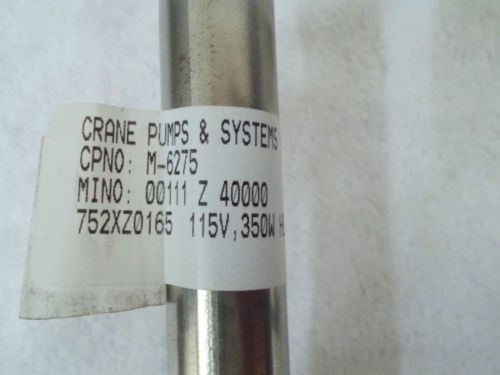 CRANE PUMPS & SYSTEMS
CPNO: M-6275
MINO: 00111 Z 40000
752XZ0165 115V,350W